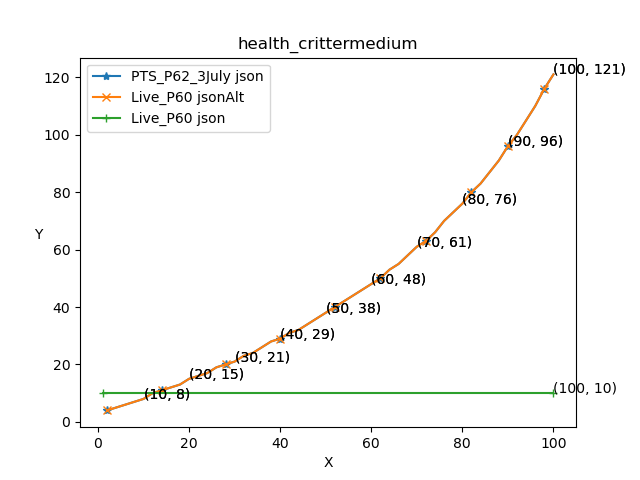 health_crittermedium
PTS_P62_3July json
Live_P60 jsonAlt
Live_P60 json
120
100
80
60
40
20
0
Y
(100, 121)
(90, 96)
(80, 76)
(70, 61)
(60, 48)
(50, 38)
(40, 29)
(30, 21)
(20, 15)
(10, 8)
(100, 10)
0 20 40 60 80 100
X